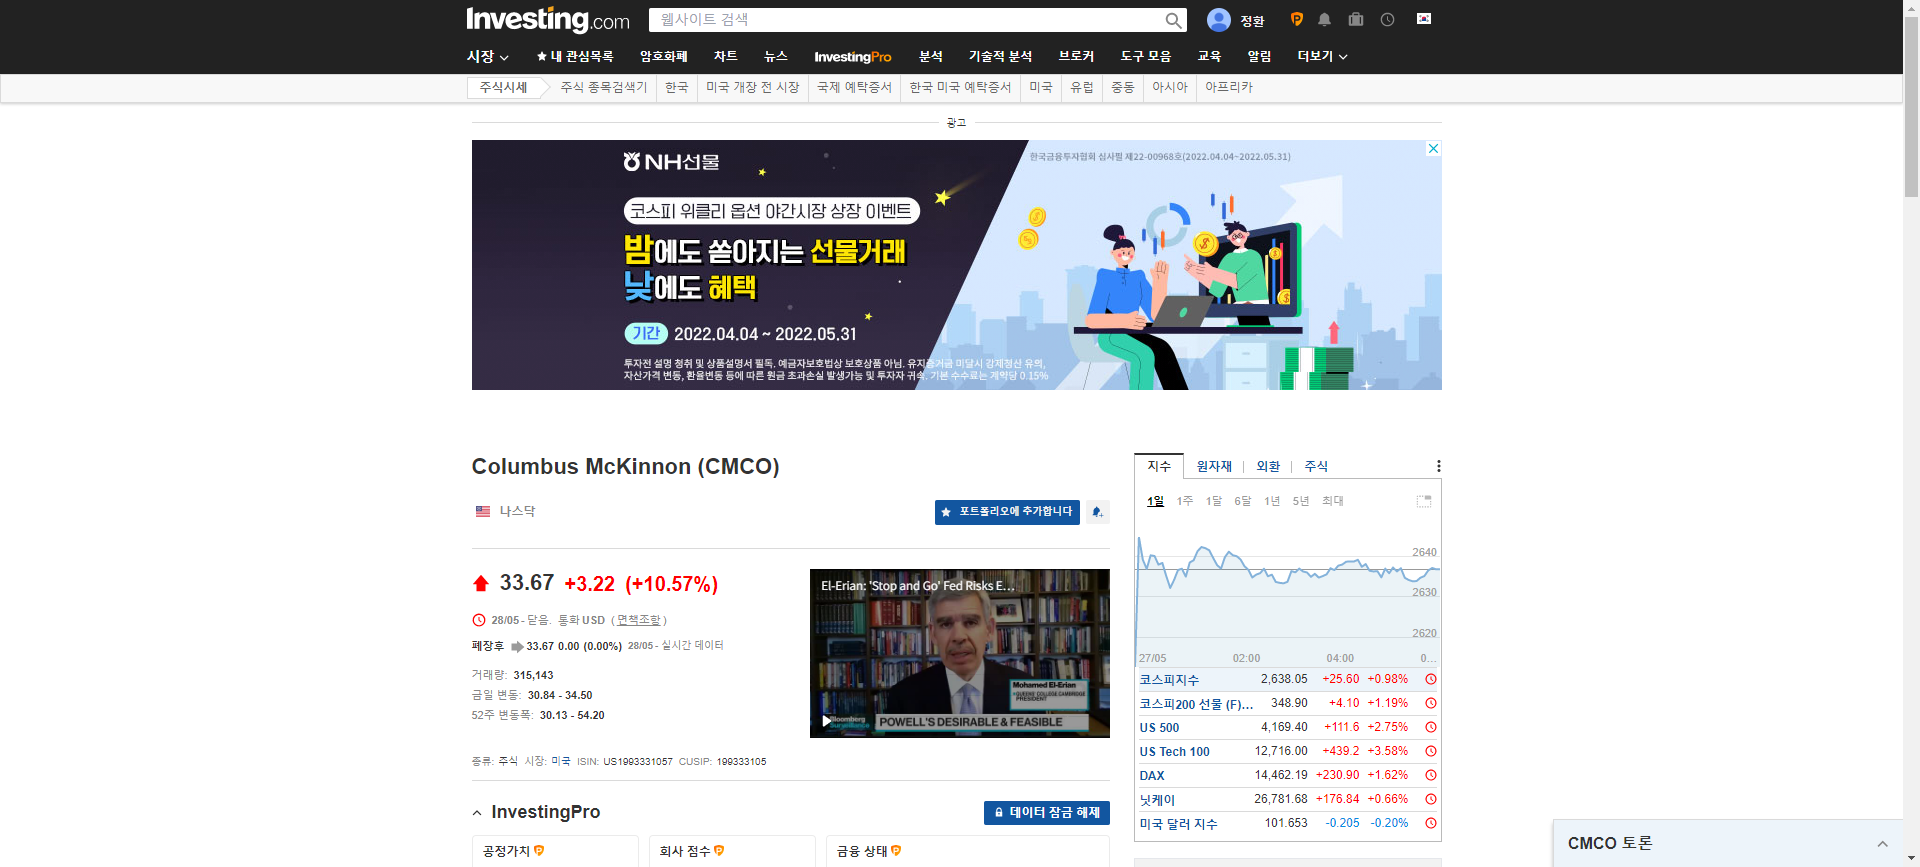 Investing.com
웹사이트 검색
정환
시장
★ 내 관심목록
암호화폐
차트
뉴스
InvestingPro
분석
기술적 분석
브로커
도구 모음
교육
알림
더보기
주식시세
주식 종목검색기
한국
미국 개장 전 시장
국제 예탁증서
한국 미국 예탁증서
미국
유럽
중동
아시아
아프리카
광고
NH선물
한국금융투자협회 심사필 제22-00968호(2022.04.04~2022.05.31)
코스피 위클리 옵션 야간시장 상장 이벤트
밤에도 쏟아지는 선물거래
낮에도 혜택
기간 2022.04.04 ~ 2022.05.31
투자전 설명 청취 및 상품설명서 필독. 예금자보호법상 보호상품 아님. 유지증거금 미달시 강제청산 유의,
자산가격 변동, 환율변동 등에 따른 원금 초과손실 발생가능 및 투자자 귀속. 기본 수수료는 계약당 0.15%
Columbus McKinnon (CMCO)
나스닥
★ 포트폴리오에 추가합니다
33.67 +3.22 (+10.57%)
28/05 - 닫음. 통화 USD ( 면책조항 )
폐장후 33.67 0.00 (0.00%) 28/05 - 실시간 데이터
거래량: 315,143
금일 변동: 30.84 - 34.50
52주 변동폭: 30.13 - 54.20
El-Erian: 'Stop and Go' Fed Risks E...
Mohamed El-Erian
QUEENS' COLLEGE, CAMBRIDGE
PRESIDENT
Bloomberg
Surveillance
POWELL'S DESIRABLE & FEASIBLE
종류: 주식 시장: 미국 ISIN: US1993331057 CUSIP: 199333105
InvestingPro
데이터 잠금 해제
공정가치
회사 점수
금융 상태
지수
원자재
외환
주식
1일 1주 1달 6달 1년 5년 최대
2640
2630
2620
27/05 02:00 04:00 0...
코스피지수 2,638.05 +25.60 +0.98%
코스피200 선물 (F)... 348.90 +4.10 +1.19%
US 500 4,169.40 +111.6 +2.75%
US Tech 100 12,716.00 +439.2 +3.58%
DAX 14,462.19 +230.90 +1.62%
닛케이 26,781.68 +176.84 +0.66%
미국 달러 지수 101.653 -0.205 -0.20%
CMCO 토론